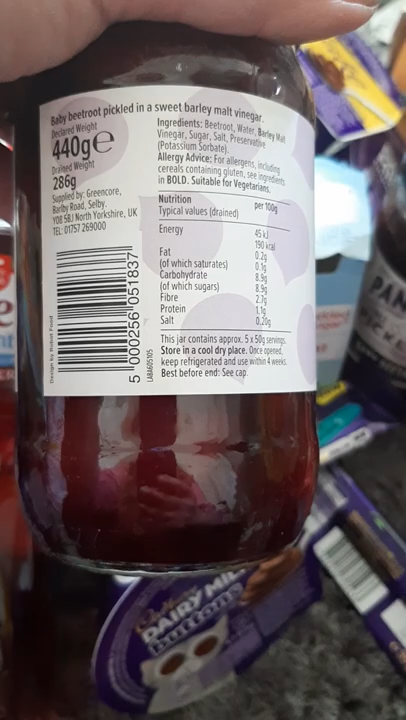 Baby beetroot pickled in a sweet barley malt vinegar.
Declared Weight
440g℮
Drained Weight
286g
Supplied by: Greencore,
Barlby Road, Selby.
YO8 5BJ North Yorkshire, UK
TEL: 01757 269000
Ingredients: Beetroot, Water, Barley Malt
Vinegar, Sugar, Salt, Preservative
(Potassium Sorbate).
Allergy Advice: For allergens, including
cereals containing gluten, see ingredients
in BOLD. Suitable for Vegetarians.
Nutrition
Typical values (drained) per 100g
Energy 45 kJ
190 kcal
Fat 0.2g
(of which saturates) 0.1g
Carbohydrate 8.9g
(of which sugars) 8.9g
Fibre 2.7g
Protein 1.1g
Salt 0.20g
This jar contains approx. 5 x 50g servings.
Store in a cool dry place. Once opened,
keep refrigerated and use within 4 weeks.
Best before end: See cap.
Design by Robot Food
5 000256 051837
LABA605105
Cadbury
DAIRY MILK
buttons